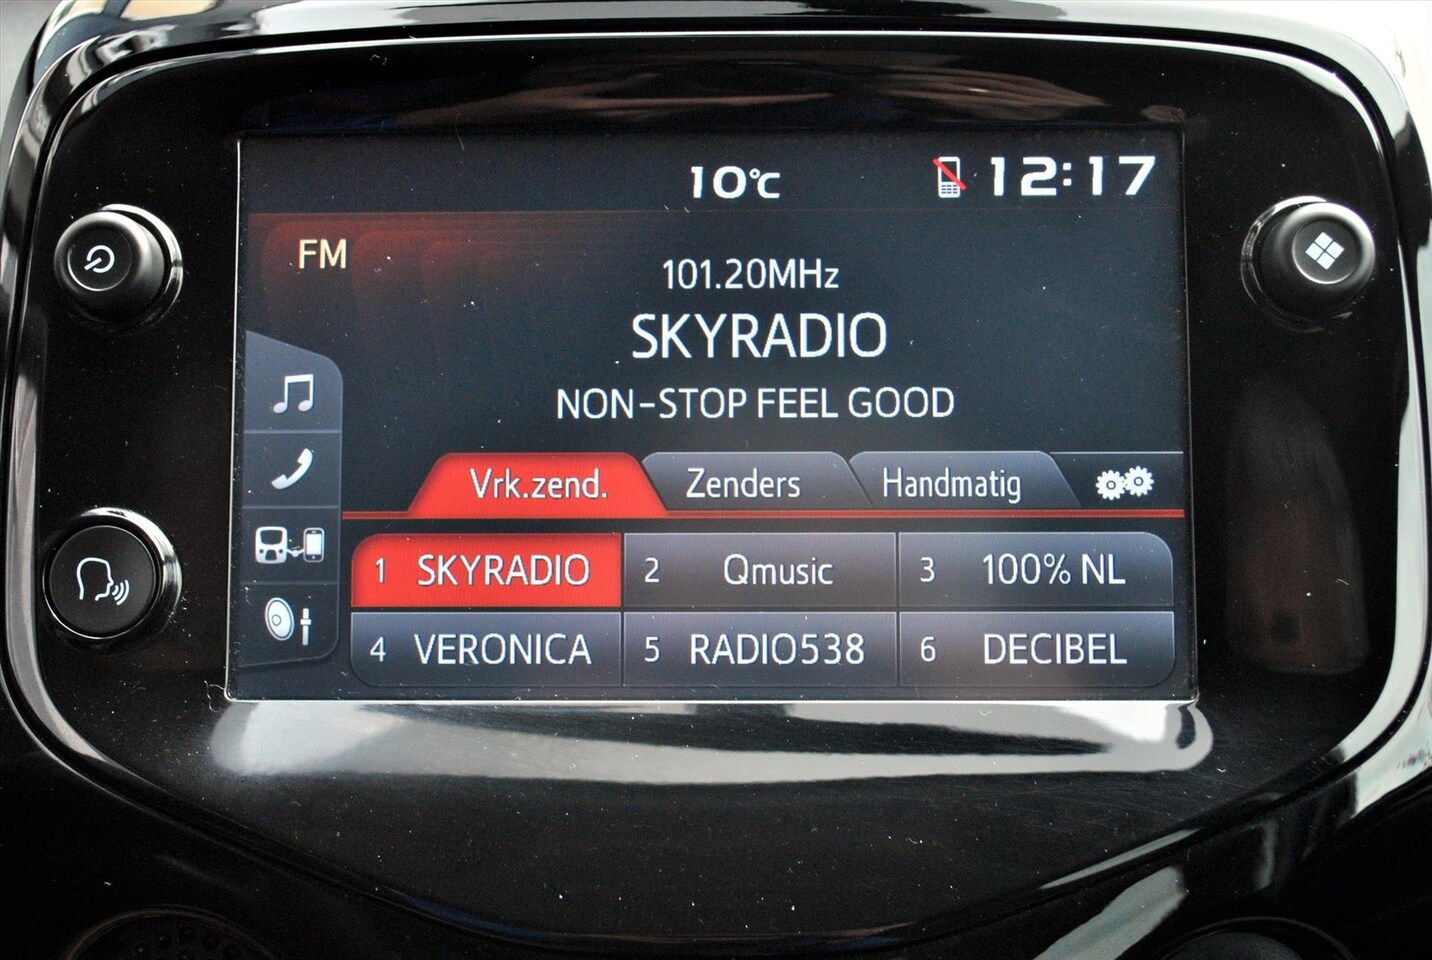 10°C 12:17
FM
101.20MHz
SKYRADIO
NON-STOP FEEL GOOD
Vrk.zend. Zenders Handmatig
1 SKYRADIO 2 Qmusic 3 100% NL
4 VERONICA 5 RADIO538 6 DECIBEL